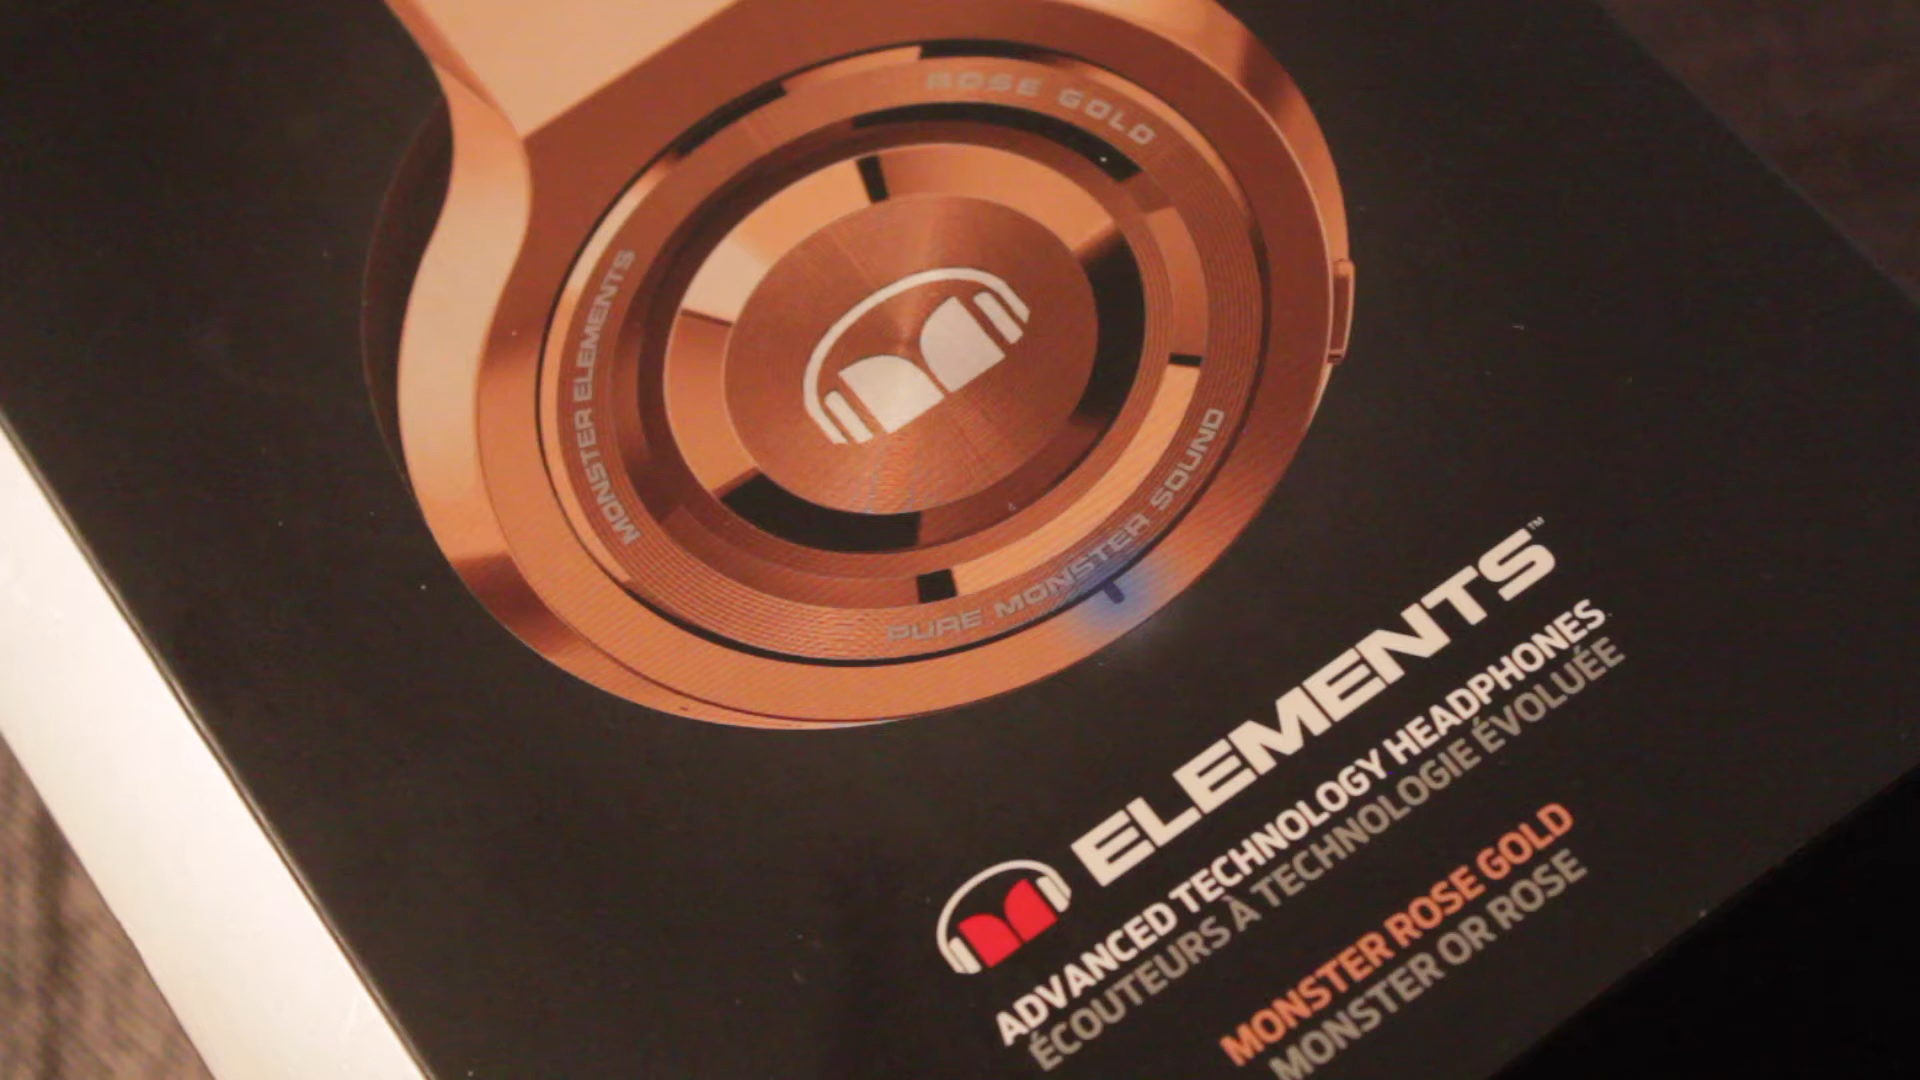 ROSE GOLD
MONSTER ELEMENTS
PURE MONSTER SOUND
ELEMENTS™
ADVANCED TECHNOLOGY HEADPHONES
ÉCOUTEURS À TECHNOLOGIE ÉVOLUÉE
MONSTER ROSE GOLD
MONSTER OR ROSE